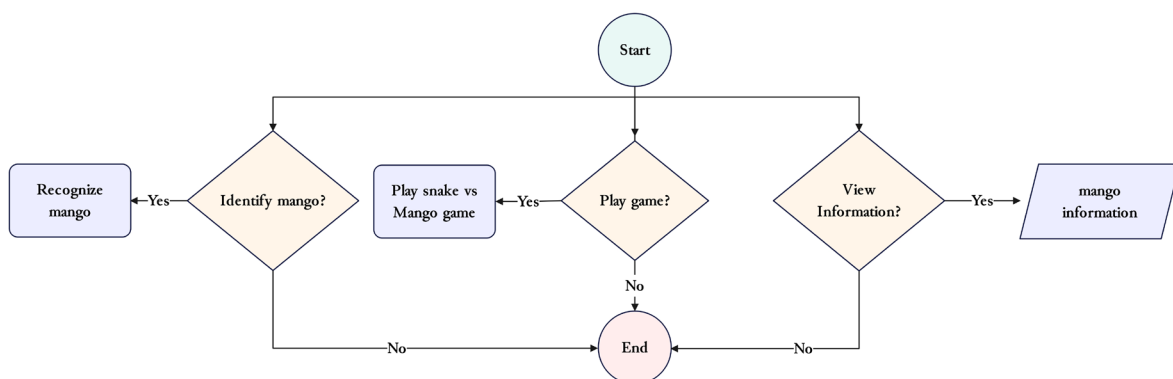 Start
Recognize
mango
Yes
Identify mango?
Play snake vs
Mango game
Yes
Play game?
View
Information?
Yes
mango
information
No
No
End
No